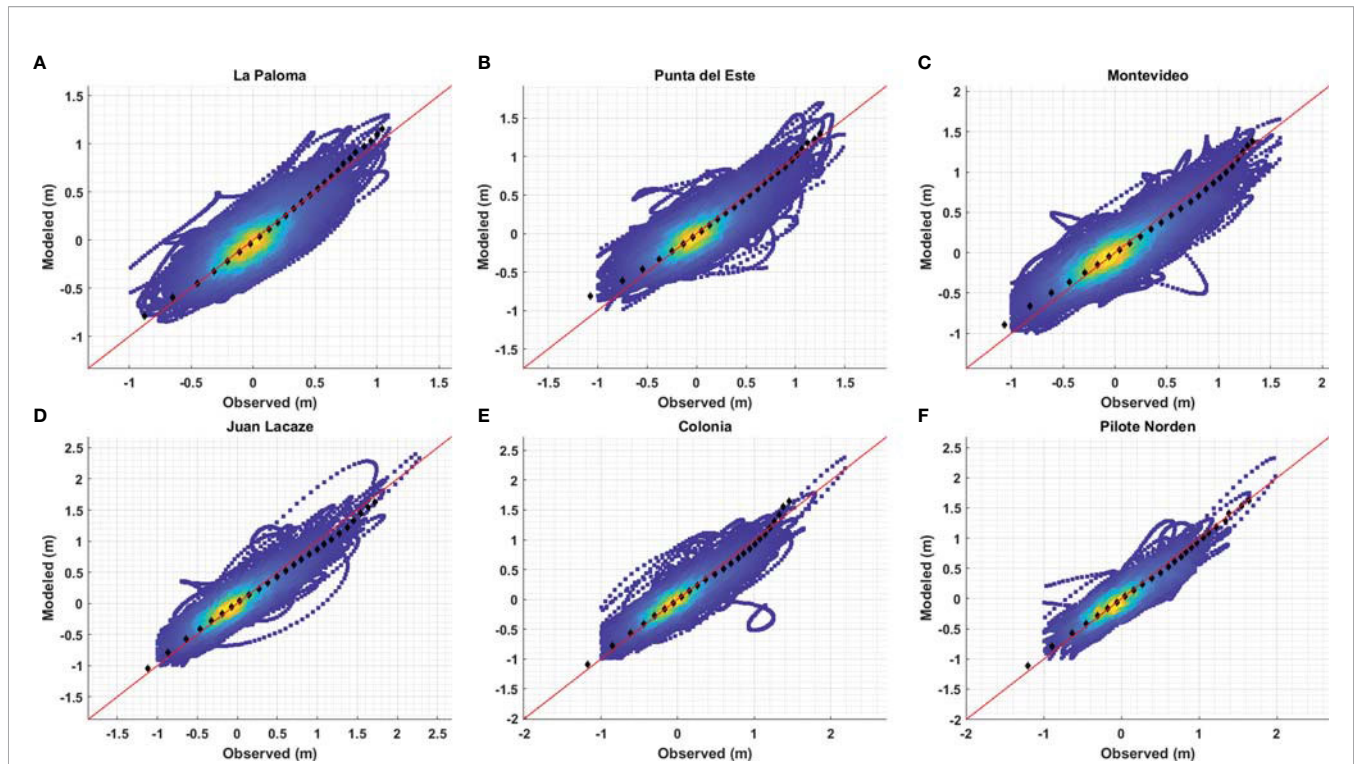 A
La Paloma
1.5
1
0.5
0
-0.5
-1
Modeled (m)
-1 -0.5 0 0.5 1 1.5
Observed (m)
B
Punta del Este
1.5
1
0.5
0
-0.5
-1
-1.5
Modeled (m)
-1.5 -1 -0.5 0 0.5 1 1.5
Observed (m)
C
Montevideo
2
1.5
1
0.5
0
-0.5
-1
Modeled (m)
-1 -0.5 0 0.5 1 1.5 2
Observed (m)
D
Juan Lacaze
2.5
2
1.5
1
0.5
0
-0.5
-1
-1.5
Modeled (m)
-1.5 -1 -0.5 0 0.5 1 1.5 2 2.5
Observed (m)
E
Colonia
2.5
2
1.5
1
0.5
0
-0.5
-1
-1.5
-2
Modeled (m)
-2 -1 0 1 2
Observed (m)
F
Pilote Norden
2.5
2
1.5
1
0.5
0
-0.5
-1
-1.5
-2
Modeled (m)
-2 -1 0 1 2
Observed (m)